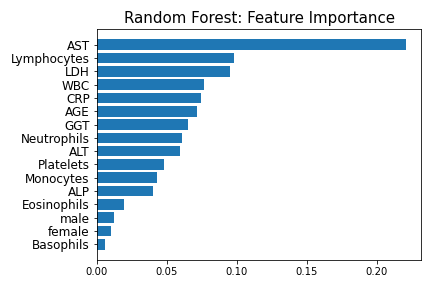 Random Forest: Feature Importance
AST
Lymphocytes
LDH
WBC
CRP
AGE
GGT
Neutrophils
ALT
Platelets
Monocytes
ALP
Eosinophils
male
female
Basophils
0.00 0.05 0.10 0.15 0.20